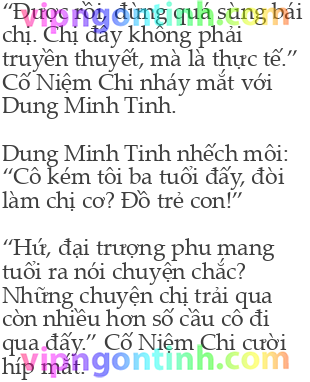 “Được rồi, đừng quá sùng bái
chị. Chị đây không phải
truyền thuyết, mà là thực tế.”
Cố Niệm Chi nháy mắt với
Dung Minh Tinh.
Dung Minh Tinh nhếch môi:
“Cô kém tôi ba tuổi đấy, đòi
làm chị cơ? Đồ trẻ con!”
“Hứ, đại trượng phu mang
tuổi ra nói chuyện chắc?
Những chuyện chị trải qua
còn nhiều hơn số cầu cô đi
qua đấy.” Cố Niệm Chi cười
híp mắt.
vipngontinh.com
vipngontinh.com